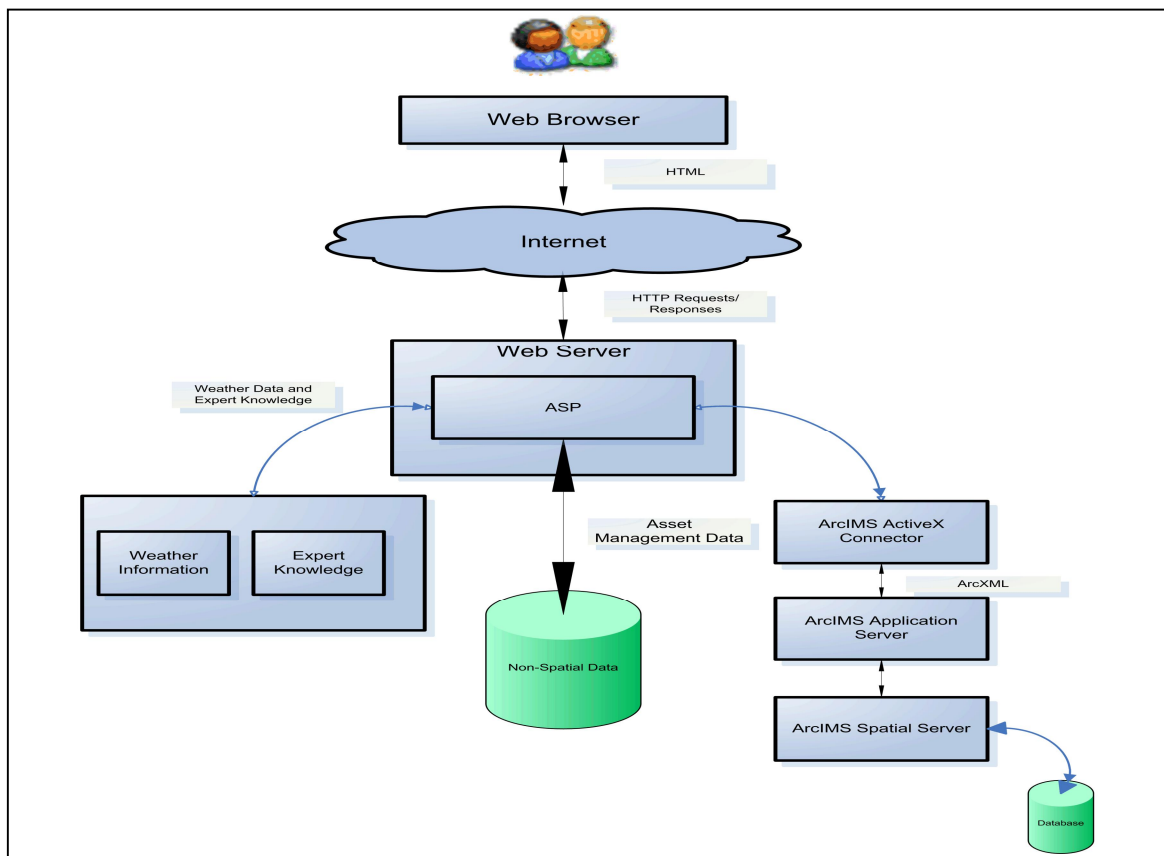 Web Browser
HTML
Internet
HTTP Requests/
Responses
Web Server
ASP
Weather Data and
Expert Knowledge
Weather
Information
Expert
Knowledge
Asset
Management Data
Non-Spatial Data
ArcIMS ActiveX
Connector
ArcXML
ArcIMS Application
Server
ArcIMS Spatial Server
Database